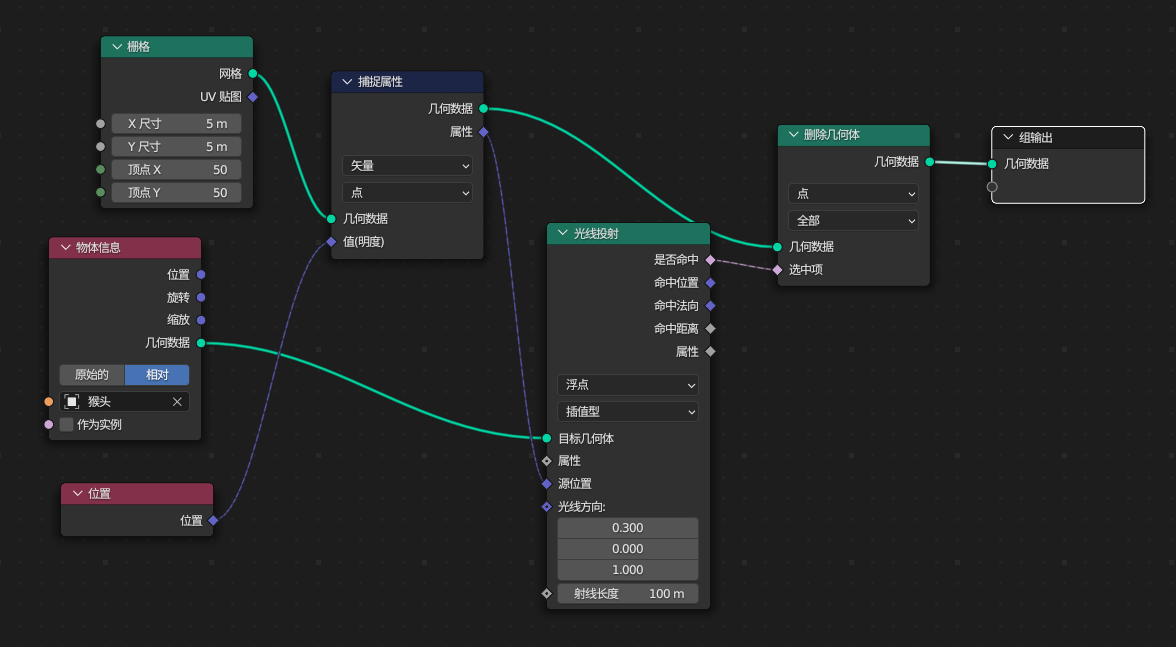 栅格
网格
UV 贴图
X 尺寸 5 m
Y 尺寸 5 m
顶点 X 50
顶点 Y 50
物体信息
位置
旋转
缩放
几何数据
原始的 相对
猴头
作为实例
位置
位置
捕捉属性
几何数据
属性
矢量
点
几何数据
值(明度)
光线投射
是否命中
命中位置
命中法向
命中距离
属性
浮点
插值型
目标几何体
属性
源位置
光线方向:
0.300
0.000
1.000
射线长度 100 m
删除几何体
几何数据
点
全部
几何数据
选中项
组输出
几何数据